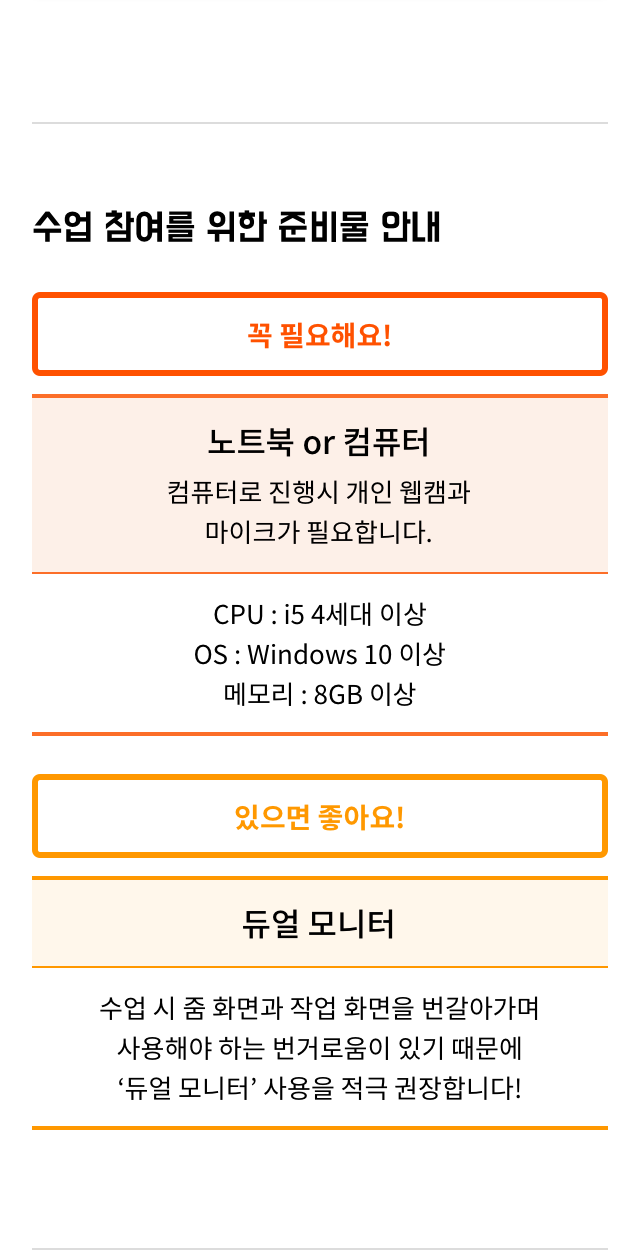 수업 참여를 위한 준비물 안내
꼭 필요해요!
노트북 or 컴퓨터
컴퓨터로 진행시 개인 웹캠과
마이크가 필요합니다.
CPU : i5 4세대 이상
OS : Windows 10 이상
메모리 : 8GB 이상
있으면 좋아요!
듀얼 모니터
수업 시 줌 화면과 작업 화면을 번갈아가며
사용해야 하는 번거로움이 있기 때문에
‘듀얼 모니터’ 사용을 적극 권장합니다!